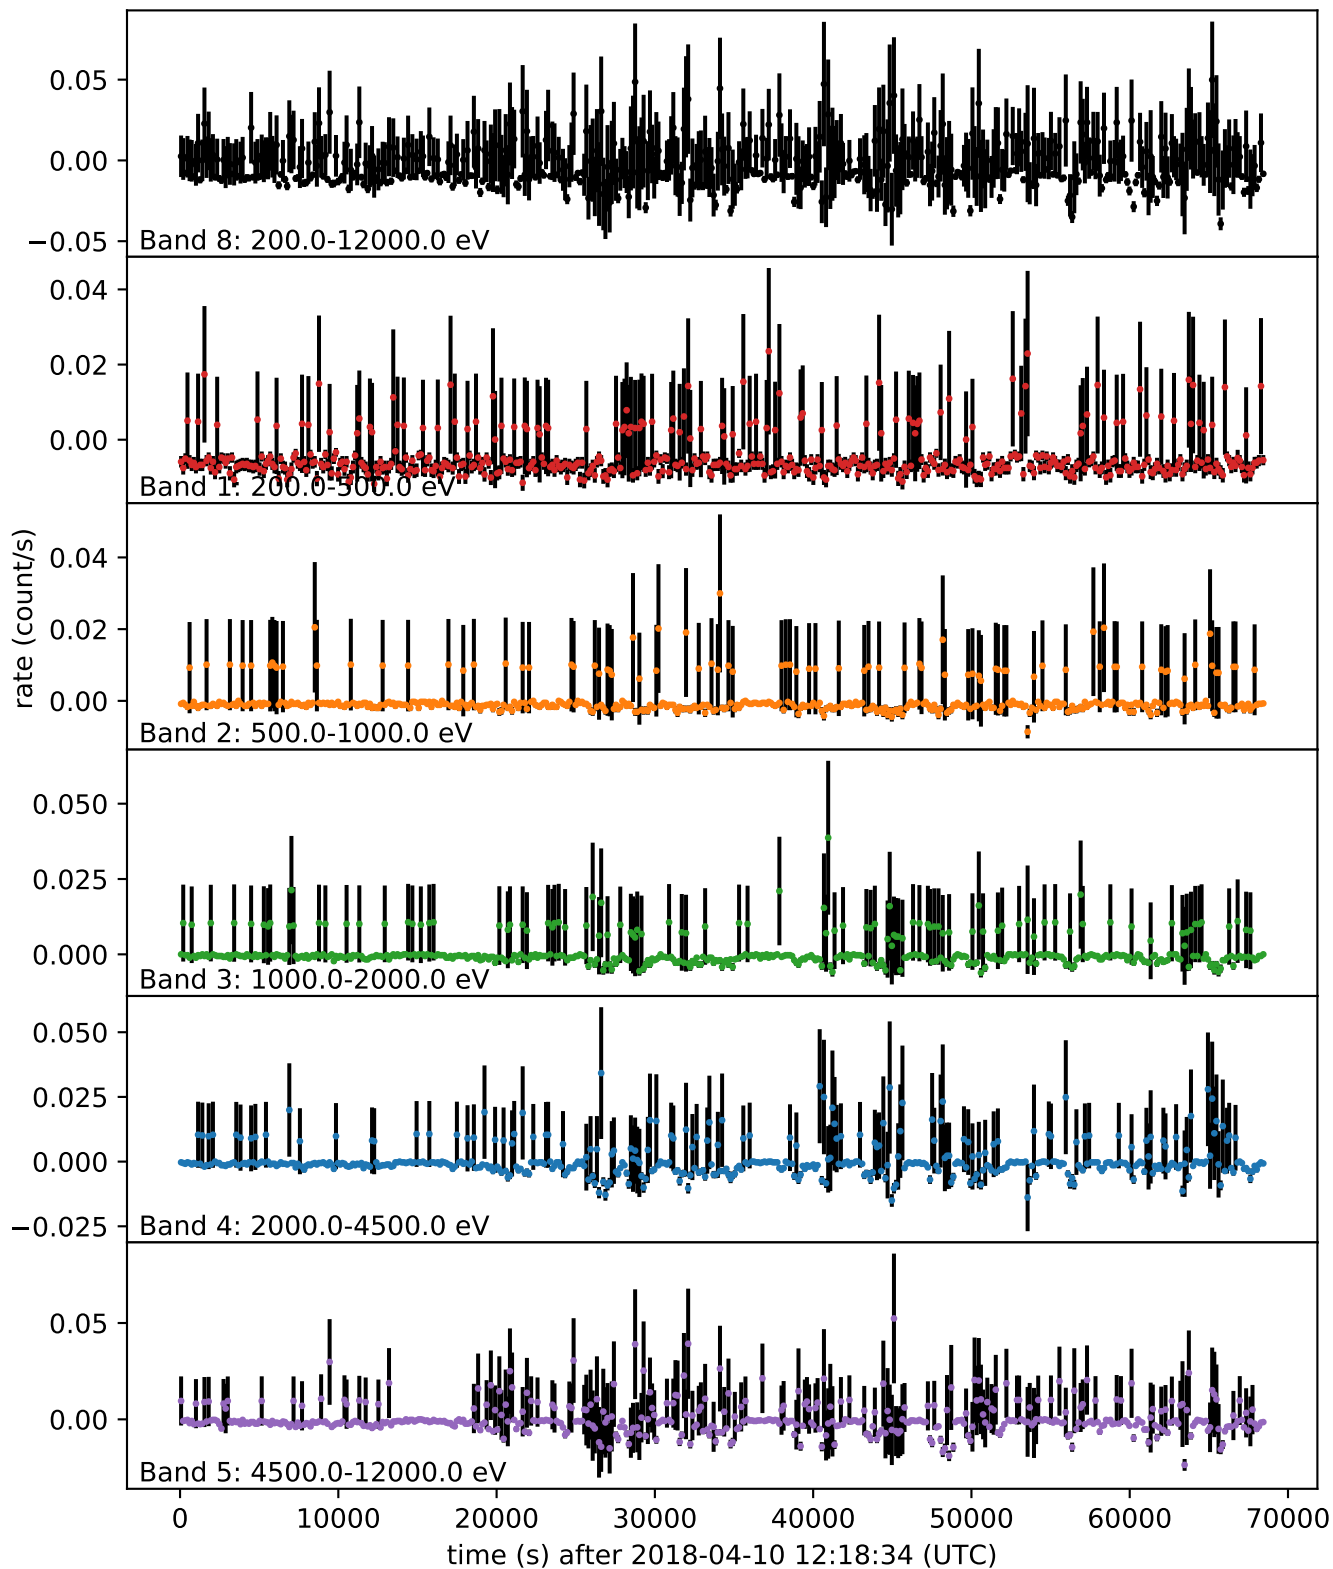 0.05
0.00
−0.05
Band 8: 200.0-12000.0 eV
0.04
0.02
0.00
Band 1: 200.0-500.0 eV
rate (count/s)
0.04
0.02
0.00
Band 2: 500.0-1000.0 eV
0.050
0.025
0.000
Band 3: 1000.0-2000.0 eV
0.050
0.025
0.000
−0.025
Band 4: 2000.0-4500.0 eV
0.05
0.00
Band 5: 4500.0-12000.0 eV
0 10000 20000 30000 40000 50000 60000 70000
time (s) after 2018-04-10 12:18:34 (UTC)